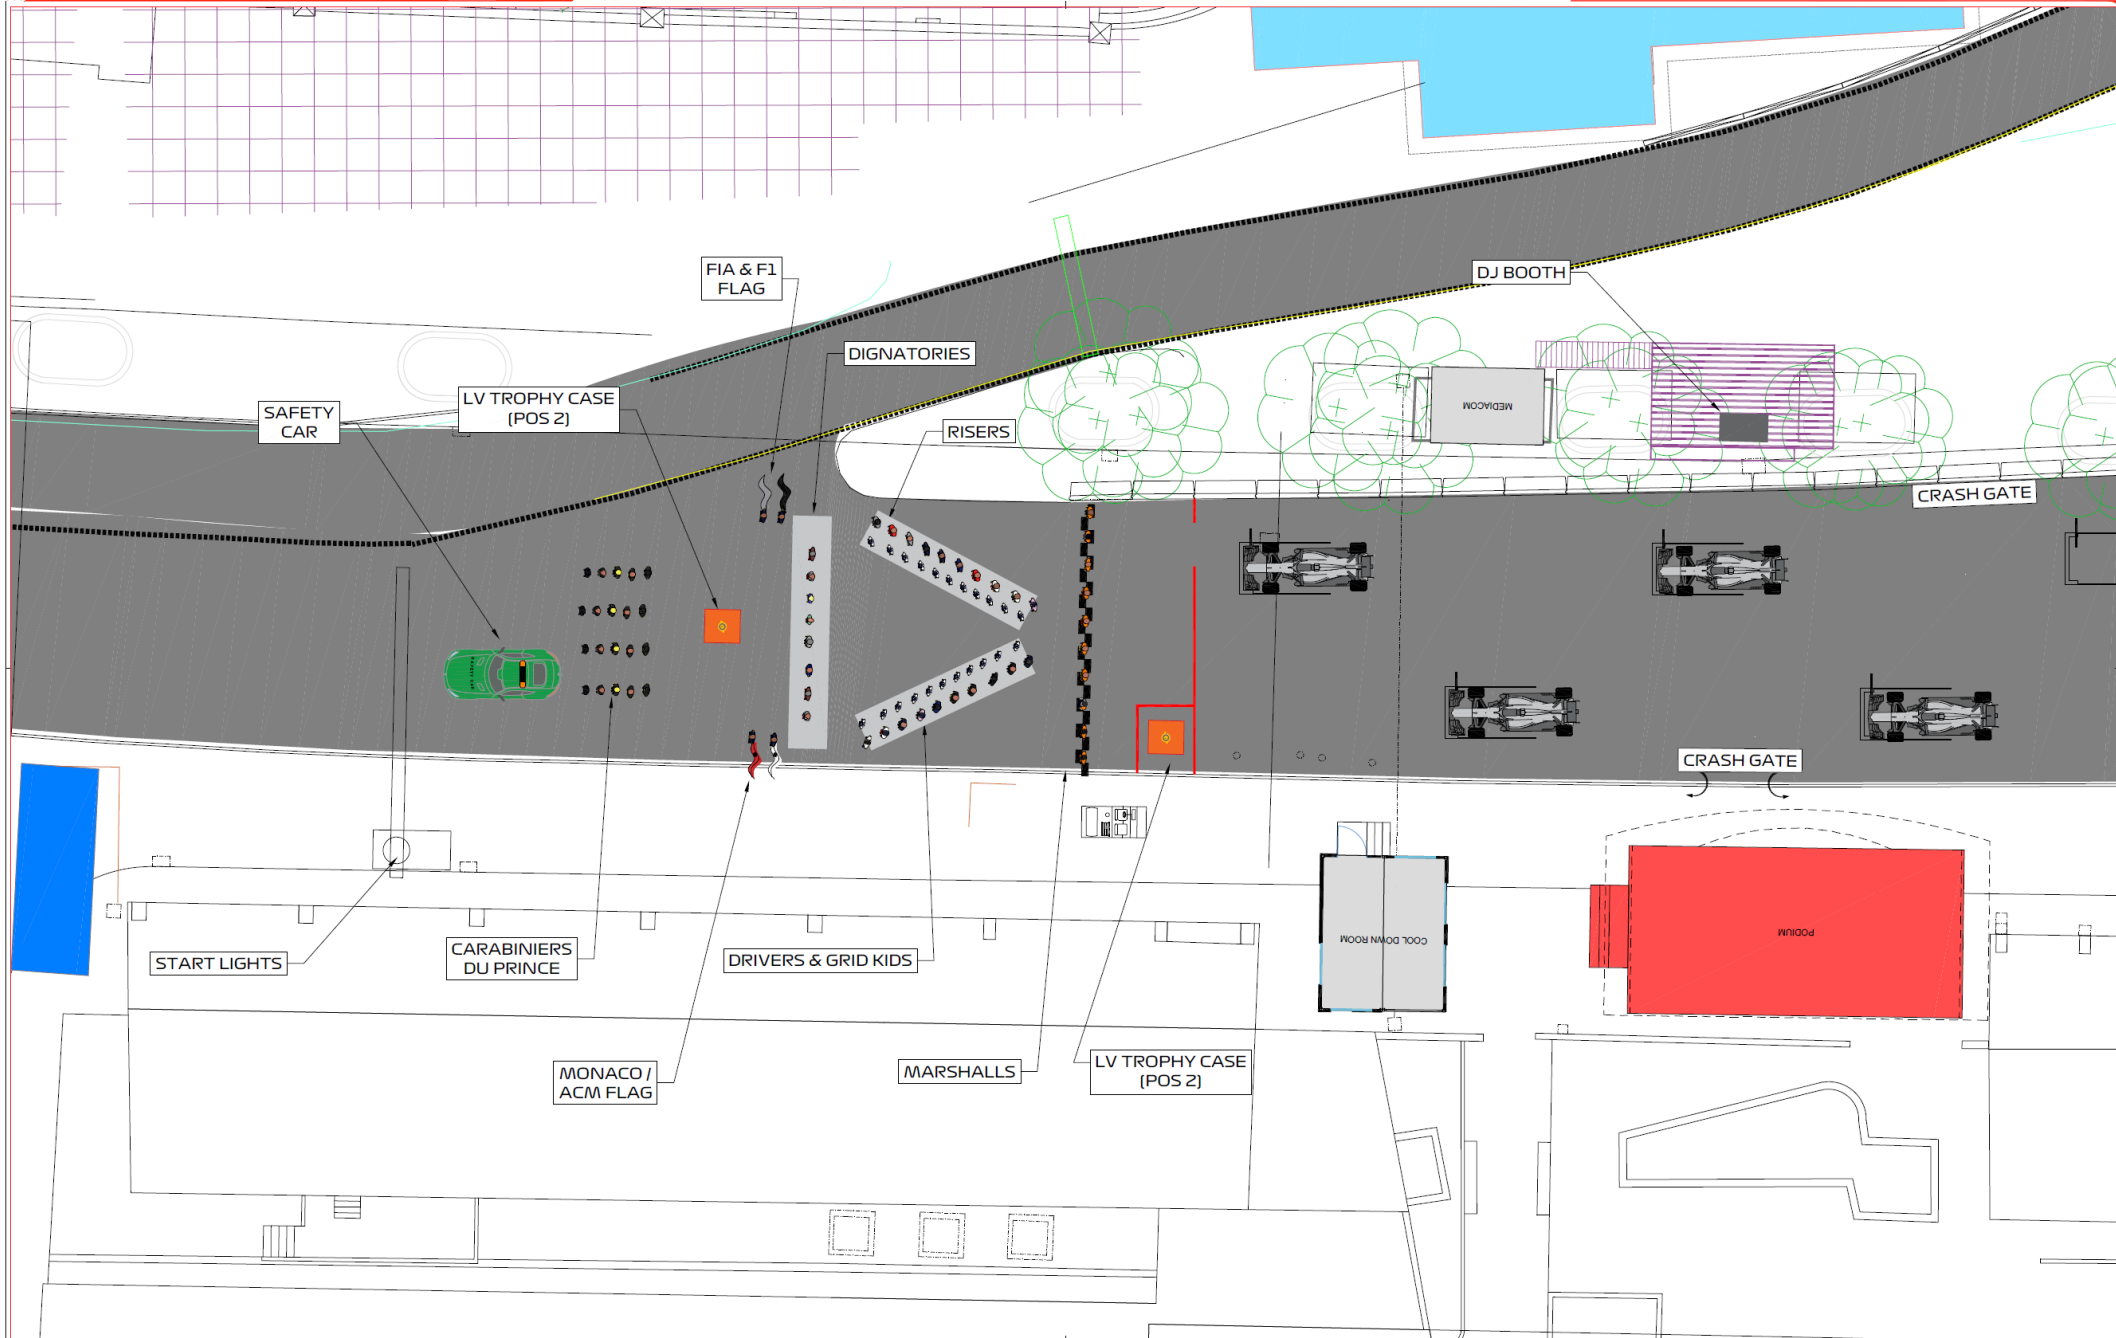 FIA & F1
FLAG
DJ BOOTH
DIGNATORIES
LV TROPHY CASE
(POS 2)
SAFETY
CAR
RISERS
MEDIACOM
CRASH GATE
CRASH GATE
COOL DOWN ROOM
PODIUM
START LIGHTS
CARABINIERS
DU PRINCE
DRIVERS & GRID KIDS
MONACO /
ACM FLAG
MARSHALLS
LV TROPHY CASE
(POS 2)